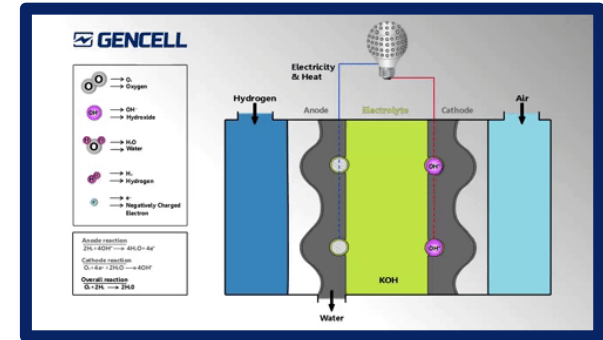 GENCELL
O O
→ O₂
→ Oxygen
OH⁻
→ OH⁻
→ Hydroxide
H H
O
→ H₂O
→ Water
H H
→ H₂
→ Hydrogen
e
→ e-
→ Negatively Charged
Electron
Anode reaction
2H₂+4OH⁻ → 4H₂O+4e⁻
Cathode reaction
O₂+4e⁻+2H₂O → 4OH⁻
Overall reaction
O₂+2H₂ → 2H₂O
Electricity
& Heat
Hydrogen
Anode
Electrolyte
Cathode
Air
OH⁻
OH⁻
KOH
Water